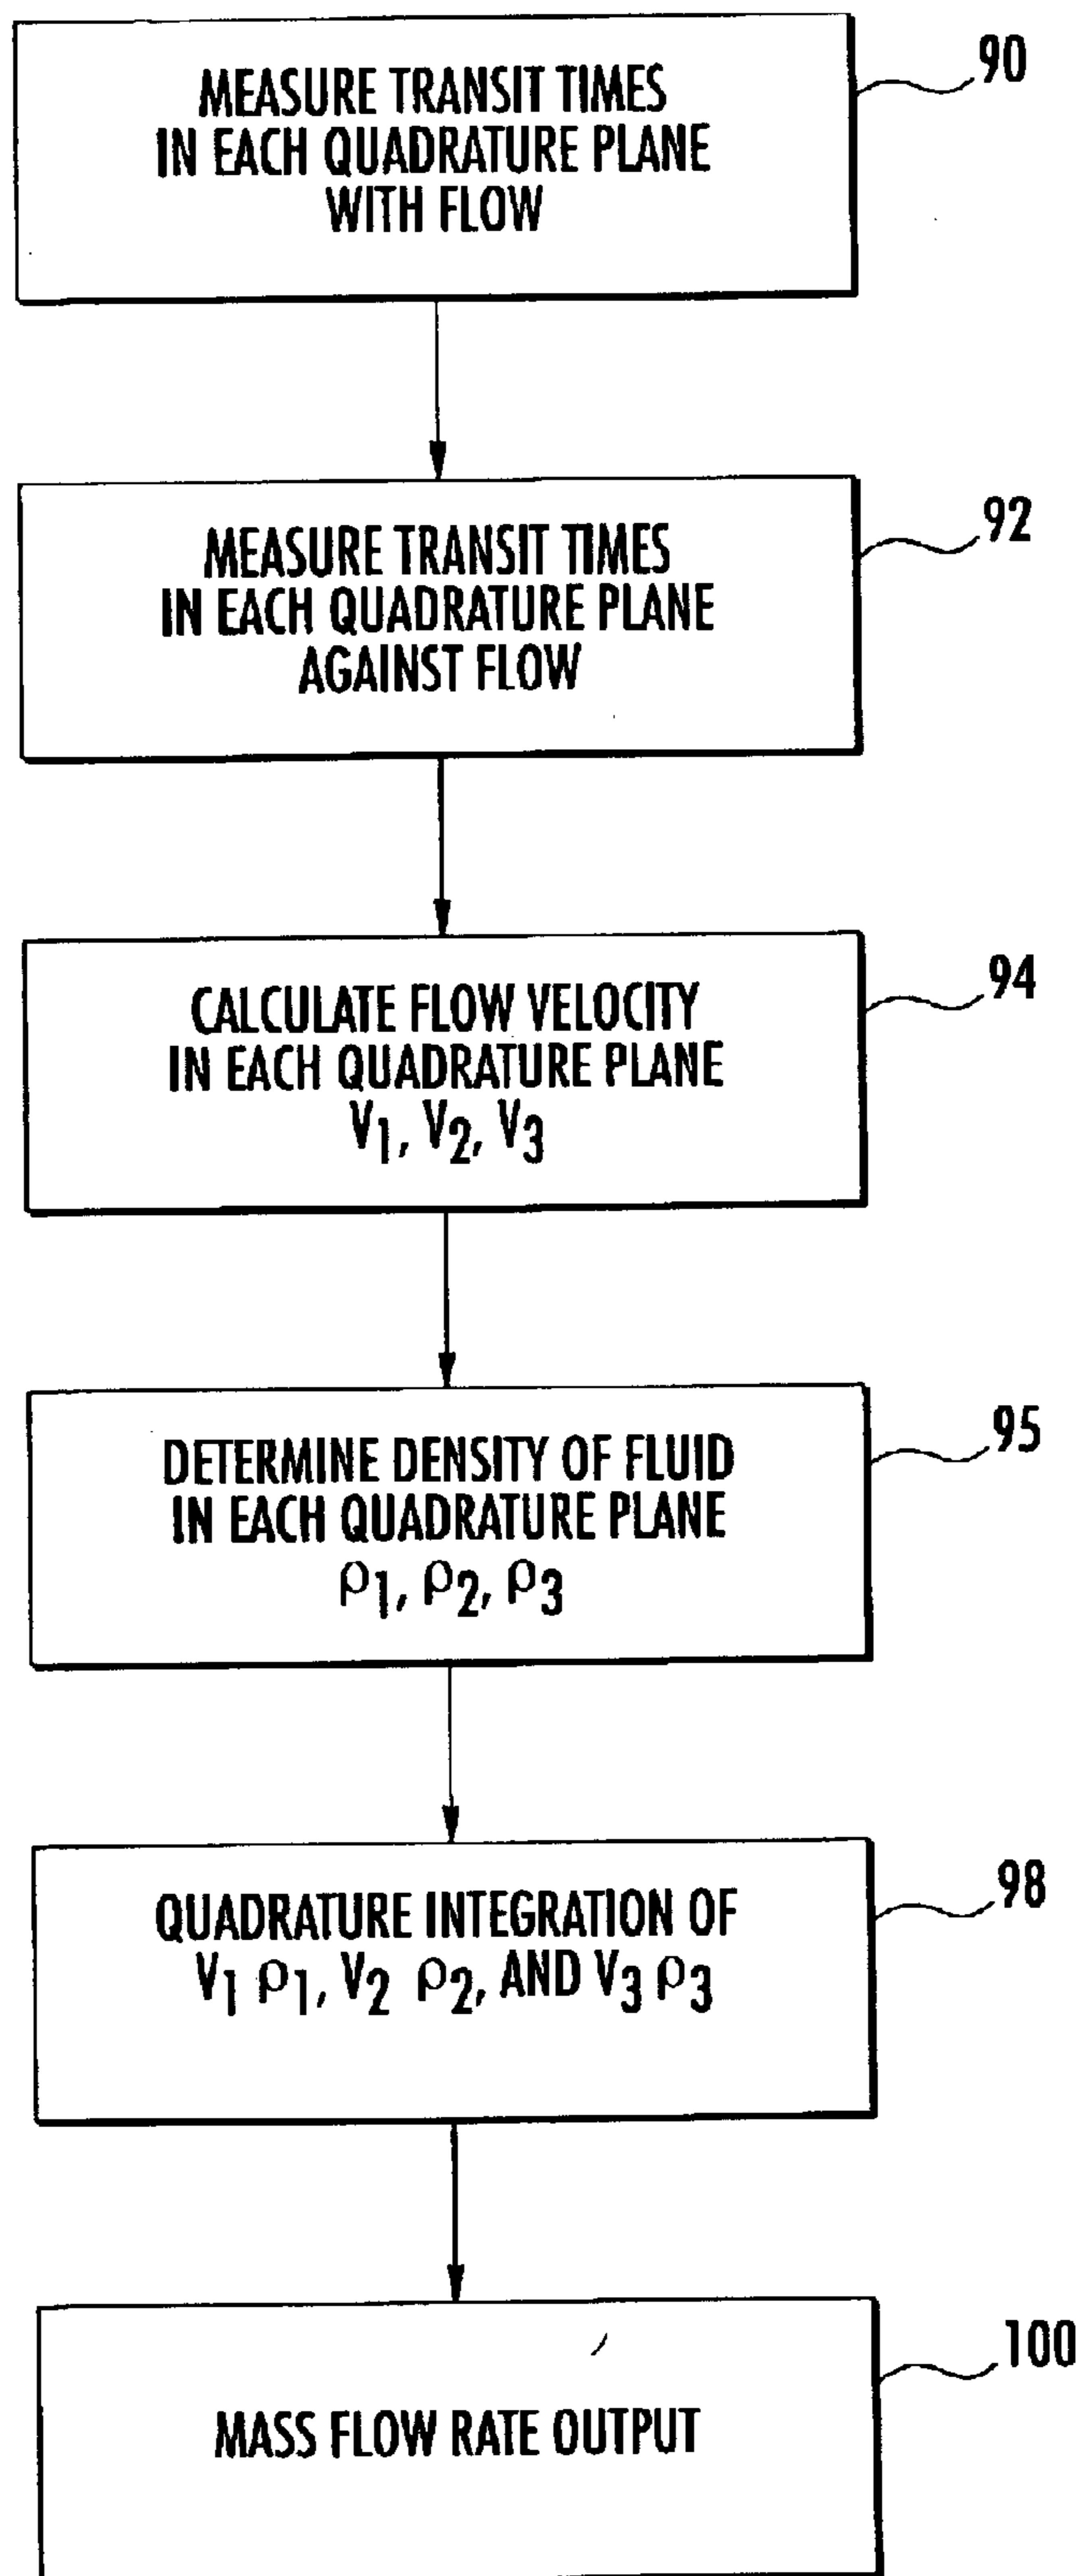 MEASURE TRANSIT TIMES
IN EACH QUADRATURE PLANE
WITH FLOW
90
MEASURE TRANSIT TIMES
IN EACH QUADRATURE PLANE
AGAINST FLOW
92
CALCULATE FLOW VELOCITY
IN EACH QUADRATURE PLANE
V₁, V₂, V₃
94
DETERMINE DENSITY OF FLUID
IN EACH QUADRATURE PLANE
ρ₁, ρ₂, ρ₃
95
QUADRATURE INTEGRATION OF
V₁ ρ₁, V₂ ρ₂, AND V₃ ρ₃
98
MASS FLOW RATE OUTPUT
100